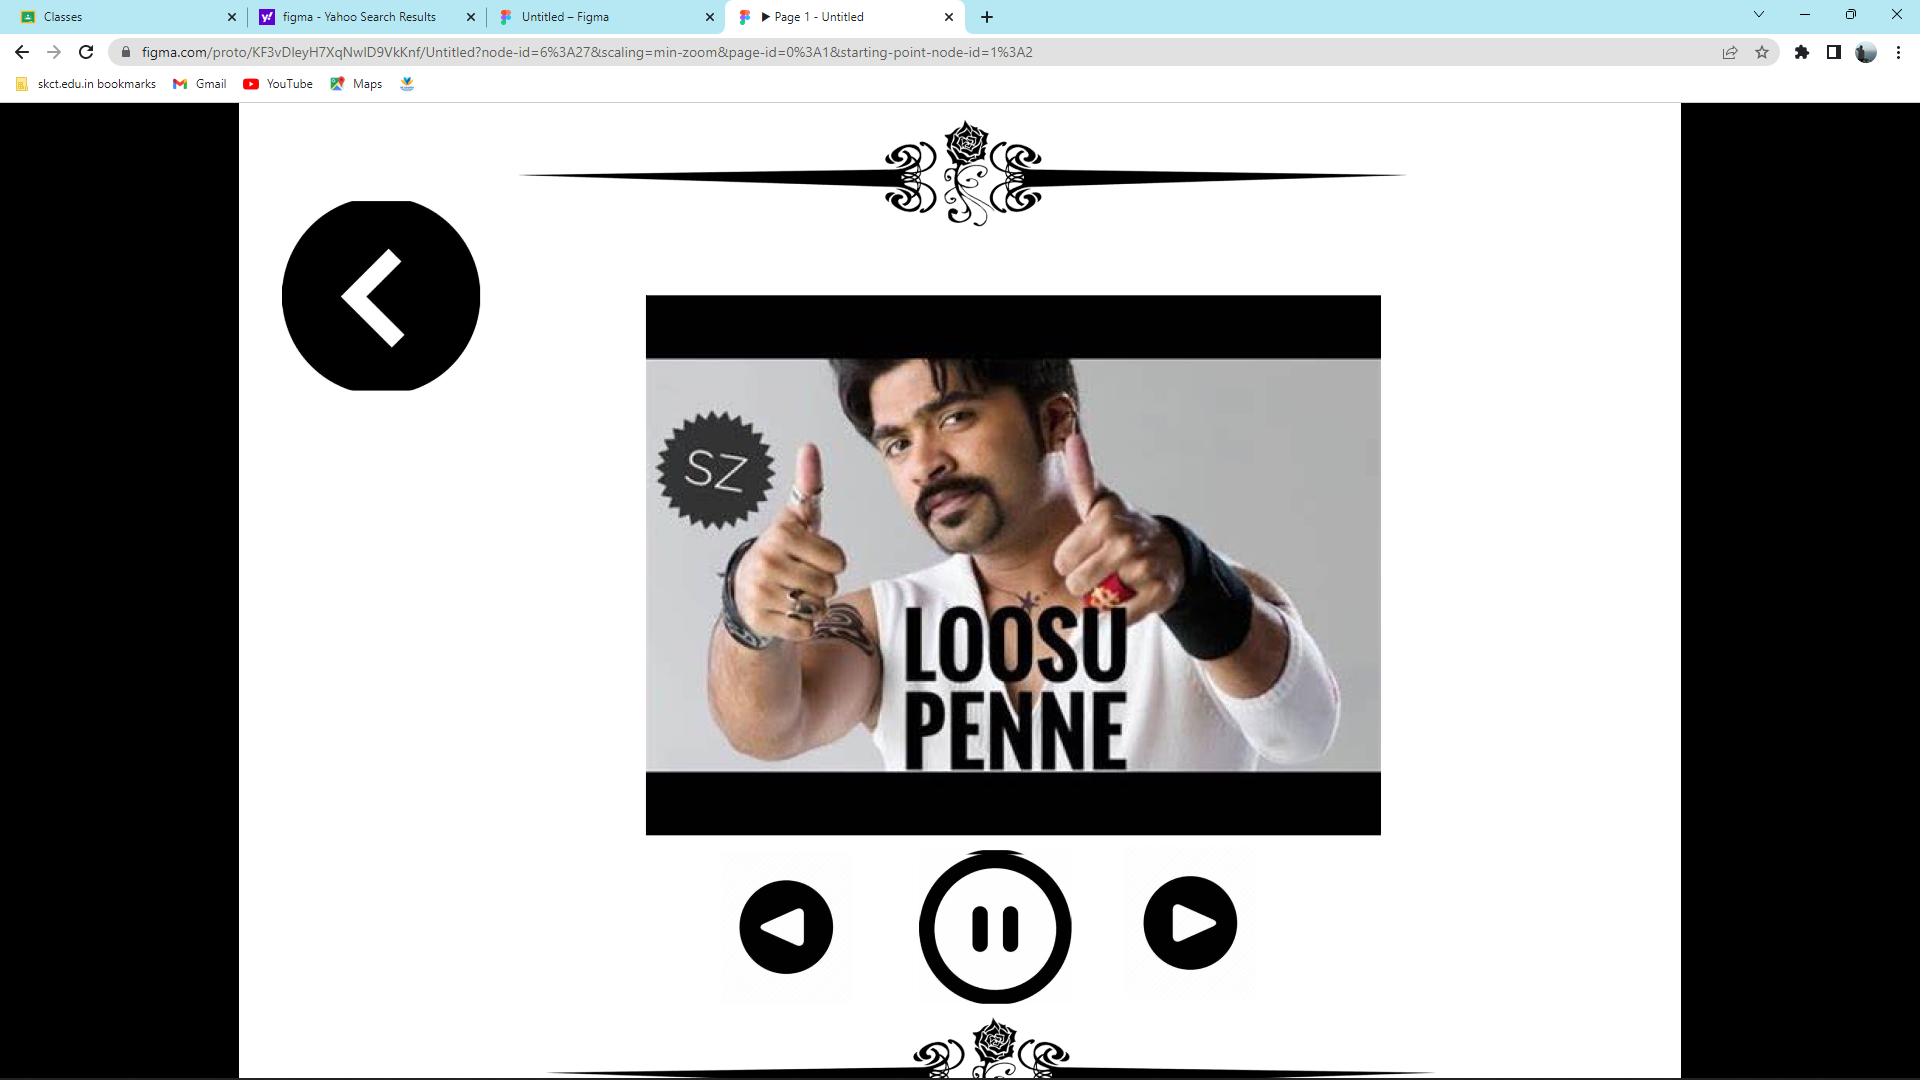 Classes
figma - Yahoo Search Results
Untitled – Figma
Page 1 - Untitled
figma.com/proto/KF3vDIeyH7XqNwID9VkKnf/Untitled?node-id=6%3A27&scaling=min-zoom&page-id=0%3A1&starting-point-node-id=1%3A2
skct.edu.in bookmarks
Gmail
YouTube
Maps
SZ
LOOSU
PENNE